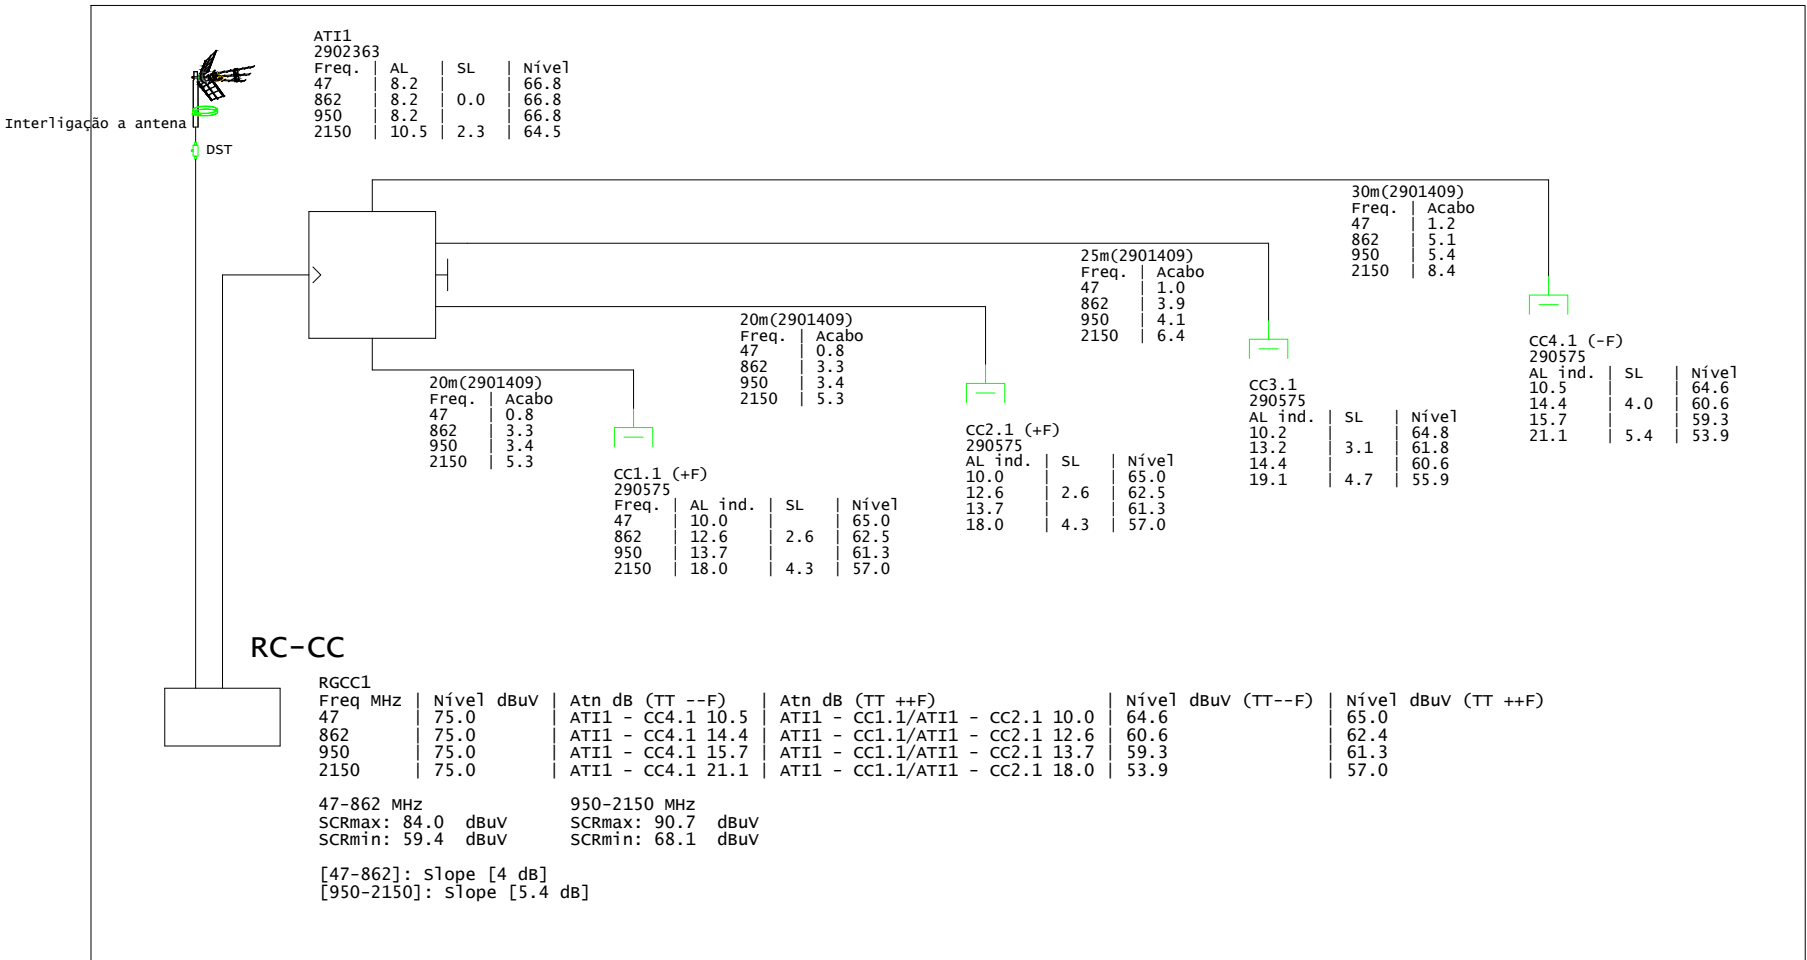 ATI1
2902363
Freq. | AL | SL | Nível
47 | 8.2 | | 66.8
862 | 8.2 | 0.0 | 66.8
950 | 8.2 | | 66.8
2150 | 10.5 | 2.3 | 64.5
Interligação a antena
DST
30m(2901409)
Freq. | Acabo
47 | 1.2
862 | 5.1
950 | 5.4
2150 | 8.4
25m(2901409)
Freq. | Acabo
47 | 1.0
862 | 3.9
950 | 4.1
2150 | 6.4
20m(2901409)
Freq. | Acabo
47 | 0.8
862 | 3.3
950 | 3.4
2150 | 5.3
20m(2901409)
Freq. | Acabo
47 | 0.8
862 | 3.3
950 | 3.4
2150 | 5.3
CC4.1 (-F)
290575
AL ind. | SL | Nível
10.5 | | 64.6
14.4 | 4.0 | 60.6
15.7 | | 59.3
21.1 | 5.4 | 53.9
CC3.1
290575
AL ind. | SL | Nível
10.2 | | 64.8
13.2 | 3.1 | 61.8
14.4 | | 60.6
19.1 | 4.7 | 55.9
CC2.1 (+F)
290575
AL ind. | SL | Nível
10.0 | | 65.0
12.6 | 2.6 | 62.5
13.7 | | 61.3
18.0 | 4.3 | 57.0
CC1.1 (+F)
290575
Freq. | AL ind. | SL | Nível
47 | 10.0 | | 65.0
862 | 12.6 | 2.6 | 62.5
950 | 13.7 | | 61.3
2150 | 18.0 | 4.3 | 57.0
RC-CC
RGCC1
Freq MHz | Nível dBuV | Atn dB (TT --F) | Atn dB (TT ++F) | Nível dBuV (TT--F) | Nível dBuV (TT ++F)
47 | 75.0 | ATI1 - CC4.1 10.5 | ATI1 - CC1.1/ATI1 - CC2.1 10.0 | 64.6 | 65.0
862 | 75.0 | ATI1 - CC4.1 14.4 | ATI1 - CC1.1/ATI1 - CC2.1 12.6 | 60.6 | 62.4
950 | 75.0 | ATI1 - CC4.1 15.7 | ATI1 - CC1.1/ATI1 - CC2.1 13.7 | 59.3 | 61.3
2150 | 75.0 | ATI1 - CC4.1 21.1 | ATI1 - CC1.1/ATI1 - CC2.1 18.0 | 53.9 | 57.0
47-862 MHz 950-2150 MHz
SCRmax: 84.0 dBuV SCRmax: 90.7 dBuV
SCRmin: 59.4 dBuV SCRmin: 68.1 dBuV
[47-862]: Slope [4 dB]
[950-2150]: Slope [5.4 dB]